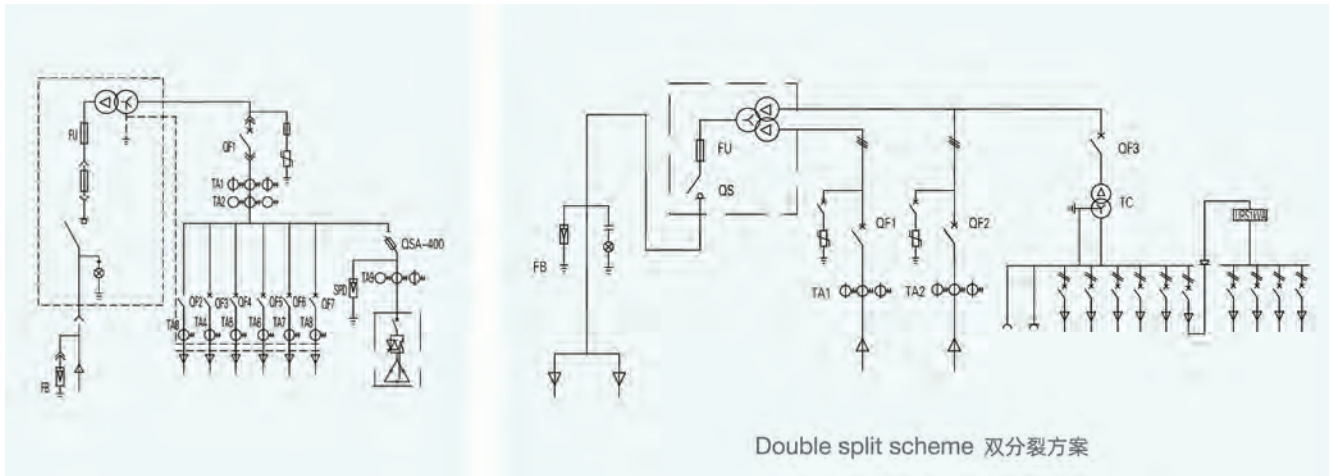 FU
QF1
TA1
TA2
QSA-400
TA9
SPD
QF2
QF3
QF4
QF5
QF6
QF7
TA4
TA5
TA6
TA7
TA8
FB
FU
QS
FB
QF1
QF2
TA1
TA2
QF3
TC
Double split scheme 双分裂方案